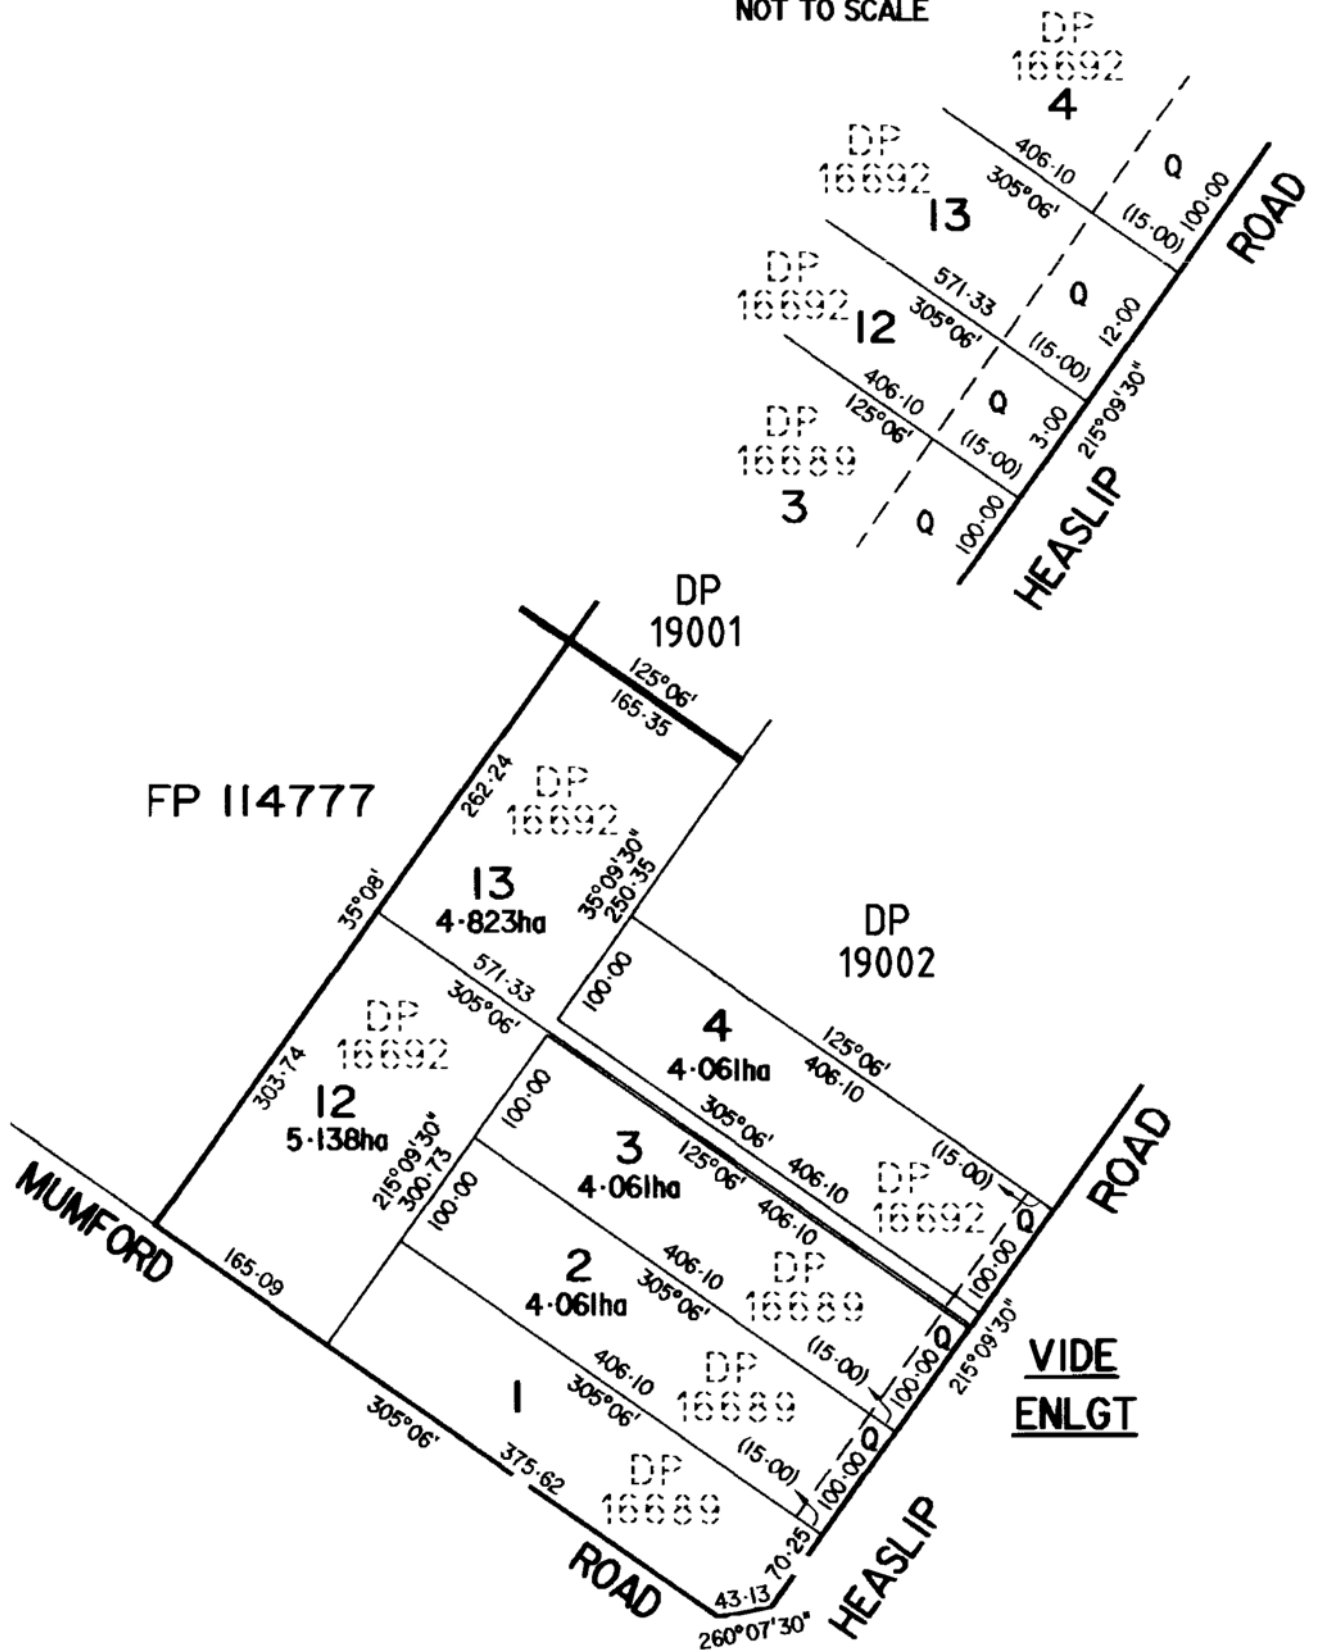 NOT TO SCALE
DP
16692
4
406·10
305°06'
Q
(15·00)
100·00
ROAD
DP
16692
13
571·33
305°06'
Q
(15·00)
12·00
DP
16692
12
406·10
125°06'
Q
(15·00)
3·00
215°09'30"
DP
16689
3
Q
100·00
HEASLIP
DP
19001
125°06'
165·35
FP 114777
262·24
DP
16692
35°09'30"
250·35
35°08'
13
4·823ha
DP
19002
571·33
305°06'
100·00
4
4·061ha
125°06'
406·10
DP
16692
303·74
12
5·138ha
100·00
305°06'
406·10
(15·00)
ROAD
3
4·061ha
125°06'
406·10
DP
16692
Q
100·00
215°09'30"
215°09'30"
300·73
100·00
MUMFORD
165·09
2
4·061ha
406·10
305°06'
DP
16689
(15·00)
Q
100·00
VIDE
ENLGT
1
406·10
305°06'
DP
16689
(15·00)
Q
100·00
305°06'
375·62
DP
16689
70·25
HEASLIP
ROAD
43·13
260°07'30"